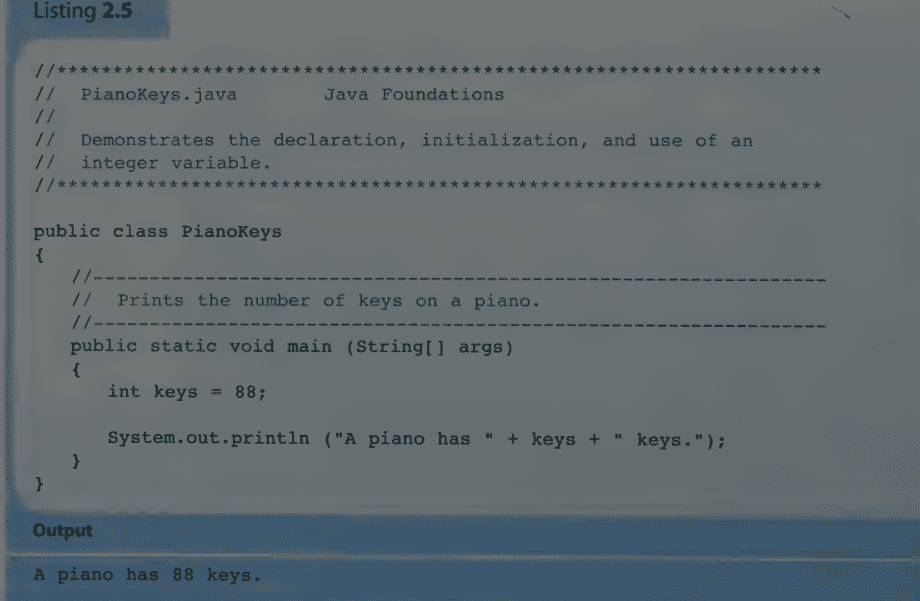 Listing 2.5
//********************************************************************
//  PianoKeys.java        Java Foundations
//
//  Demonstrates the declaration, initialization, and use of an
//  integer variable.
//********************************************************************
public class PianoKeys
{
//-----------------------------------------------------------------
//  Prints the number of keys on a piano.
//-----------------------------------------------------------------
public static void main (String[] args)
{
int keys = 88;
System.out.println ("A piano has " + keys + " keys.");
}
}
Output
A piano has 88 keys.